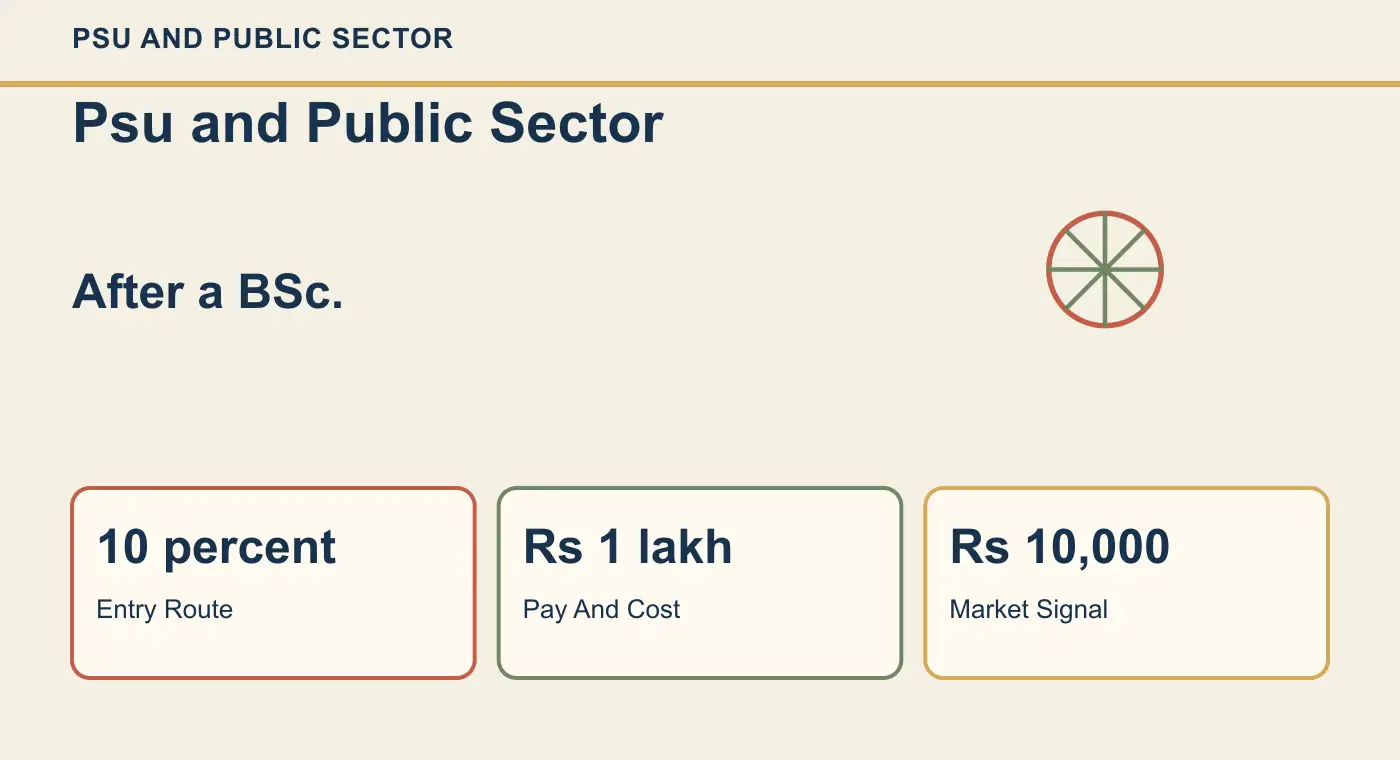 PSU AND PUBLIC SECTOR
Psu and Public Sector
After a BSc.
10 percent
Entry Route
Rs 1 lakh
Pay And Cost
Rs 10,000
Market Signal